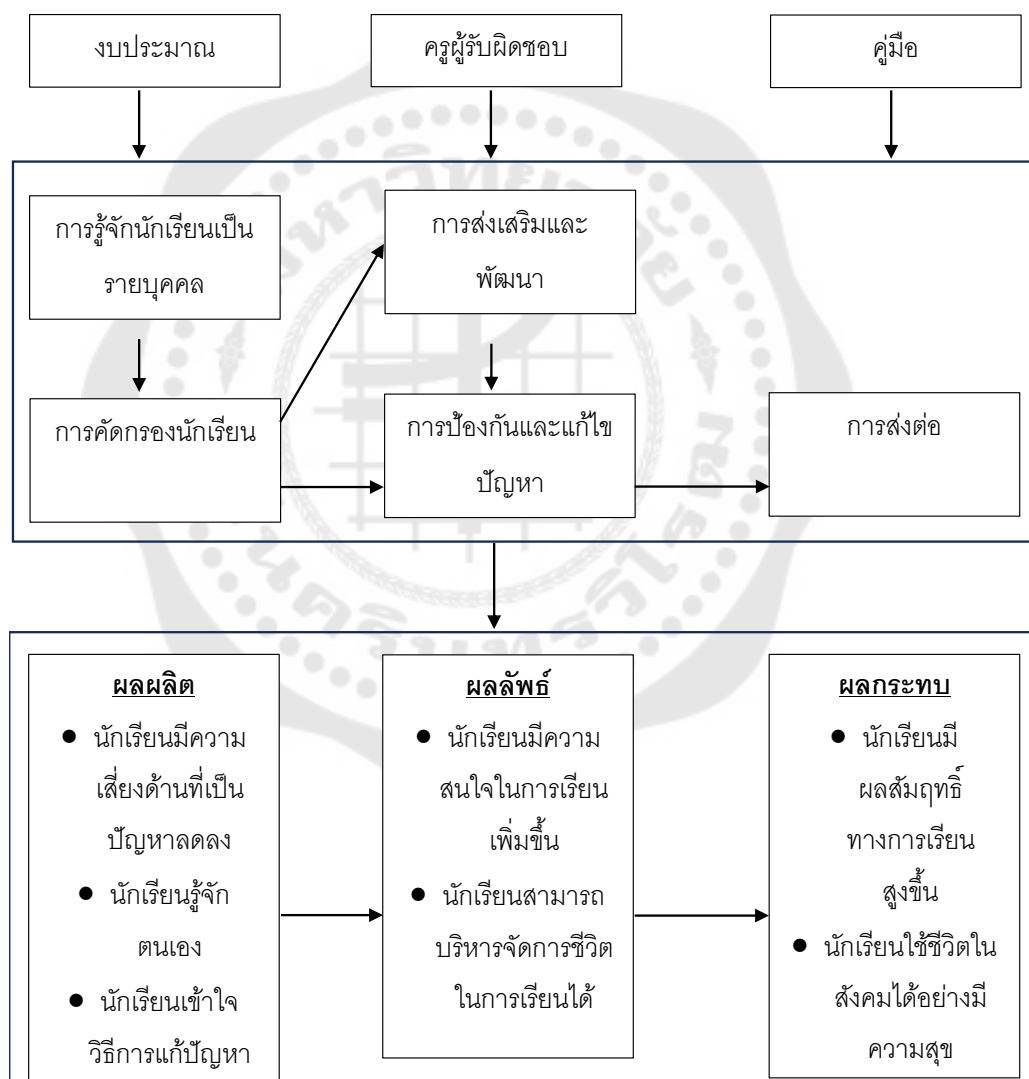 งบประมาณ
ครูผู้รับผิดชอบ
คู่มือ
การรู้จักนักเรียนเป็น
รายบุคคล
การส่งเสริมและ
พัฒนา
การคัดกรองนักเรียน
การป้องกันและแก้ไข
ปัญหา
การส่งต่อ
ผลผลิต
● นักเรียนมีความ
เสี่ยงด้านที่เป็น
ปัญหาลดลง
● นักเรียนรู้จัก
ตนเอง
● นักเรียนเข้าใจ
วิธีการแก้ปัญหา
ผลลัพธ์
● นักเรียนมีความ
สนใจในการเรียน
เพิ่มขึ้น
● นักเรียนสามารถ
บริหารจัดการชีวิต
ในการเรียนได้
ผลกระทบ
● นักเรียนมี
ผลสัมฤทธิ์
ทางการเรียน
สูงขึ้น
● นักเรียนใช้ชีวิตใน
สังคมได้อย่างมี
ความสุข